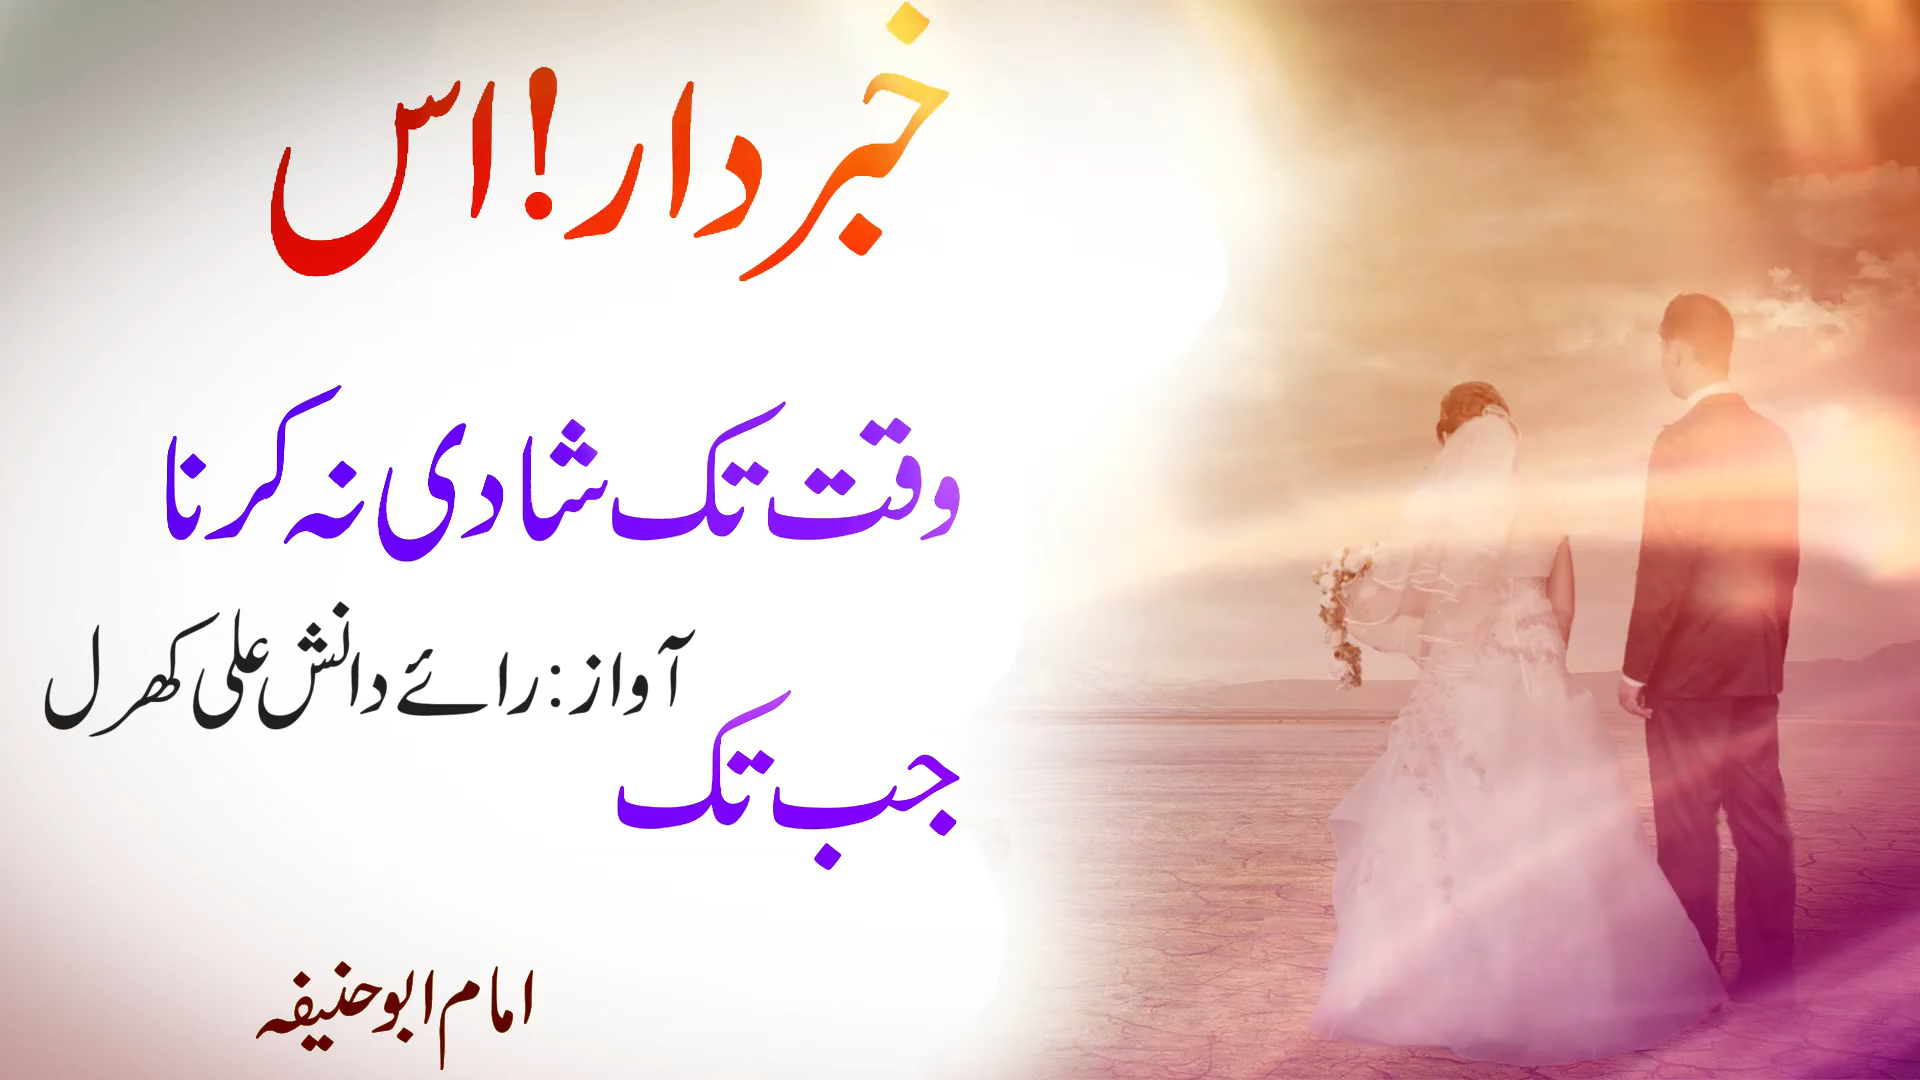 خبردار!اس
وقت تک شادی نہ کرنا
آواز:رائے دانش علی کھرل
جب تک
امام ابوحنیفہ